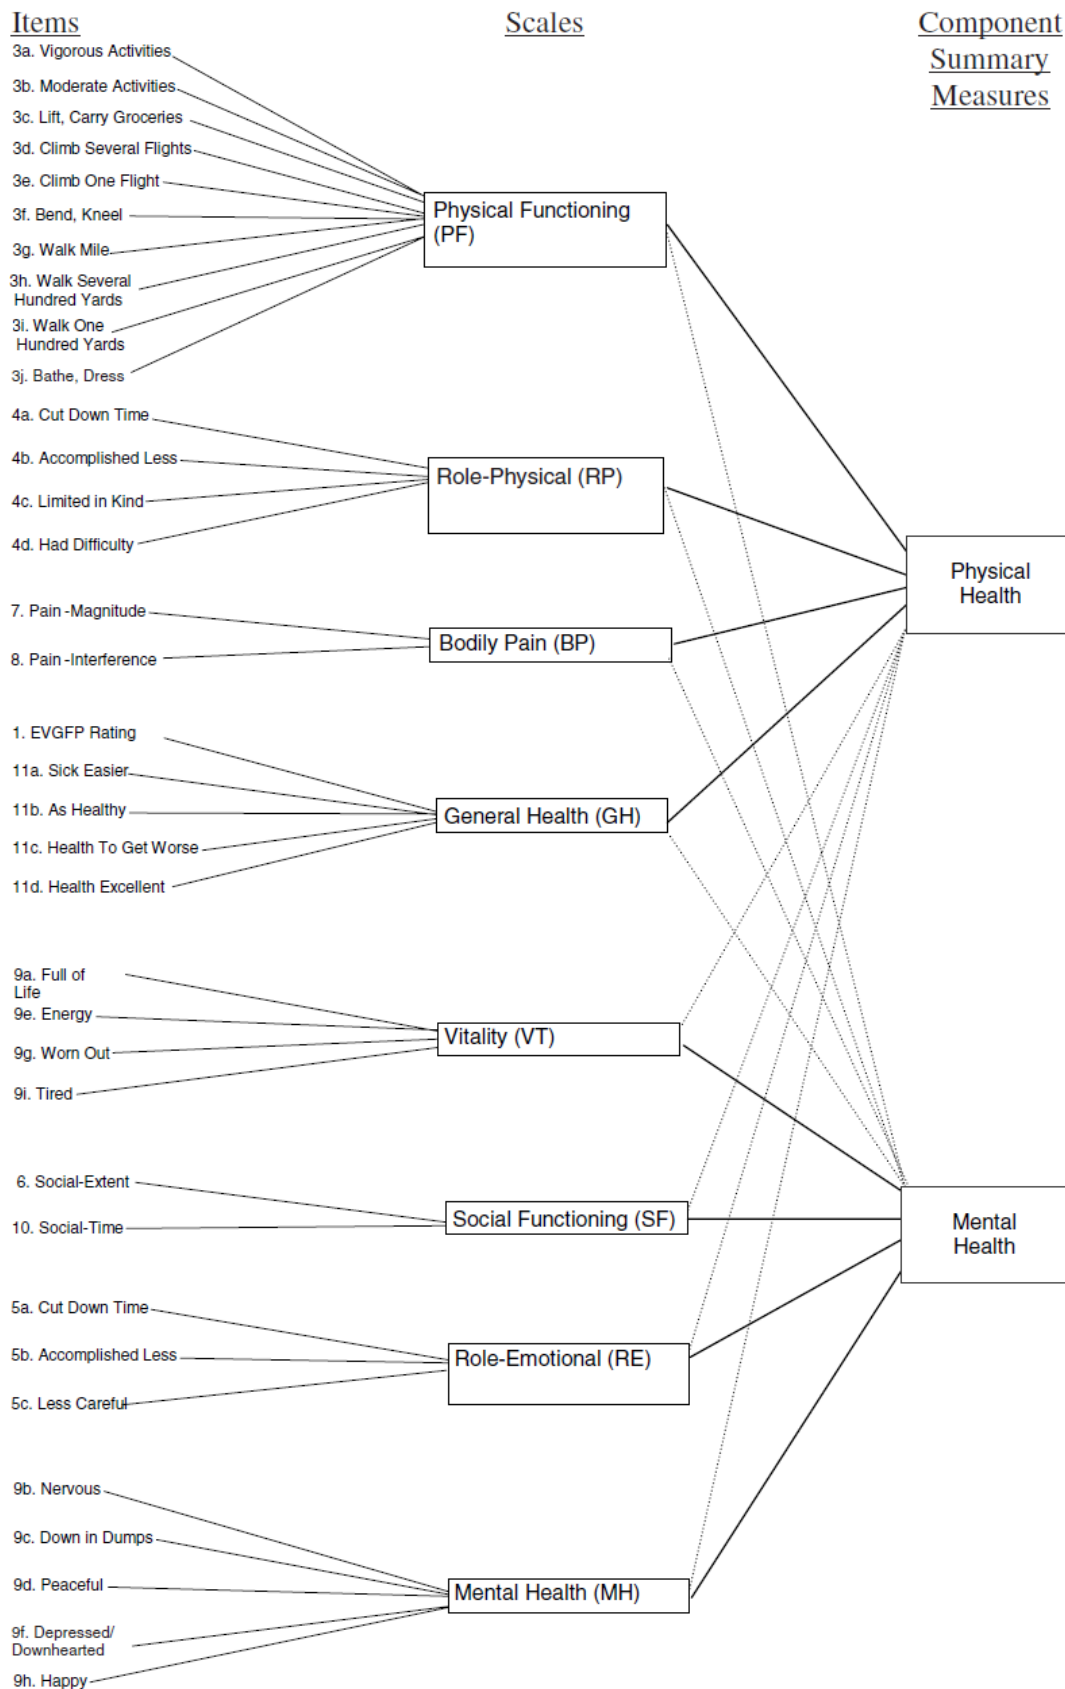 Items
Scales
Component
Summary
Measures
3a. Vigorous Activities
3b. Moderate Activities
3c. Lift, Carry Groceries
3d. Climb Several Flights
3e. Climb One Flight
3f. Bend, Kneel
3g. Walk Mile
3h. Walk Several
Hundred Yards
3i. Walk One
Hundred Yards
3j. Bathe, Dress
Physical Functioning
(PF)
4a. Cut Down Time
4b. Accomplished Less
4c. Limited in Kind
4d. Had Difficulty
Role-Physical (RP)
7. Pain -Magnitude
8. Pain -Interference
Bodily Pain (BP)
Physical
Health
1. EVGFP Rating
11a. Sick Easier
11b. As Healthy
11c. Health To Get Worse
11d. Health Excellent
General Health (GH)
9a. Full of
Life
9e. Energy
9g. Worn Out
9i. Tired
Vitality (VT)
6. Social-Extent
10. Social-Time
Social Functioning (SF)
Mental
Health
5a. Cut Down Time
5b. Accomplished Less
5c. Less Careful
Role-Emotional (RE)
9b. Nervous
9c. Down in Dumps
9d. Peaceful
9f. Depressed/
Downhearted
9h. Happy
Mental Health (MH)